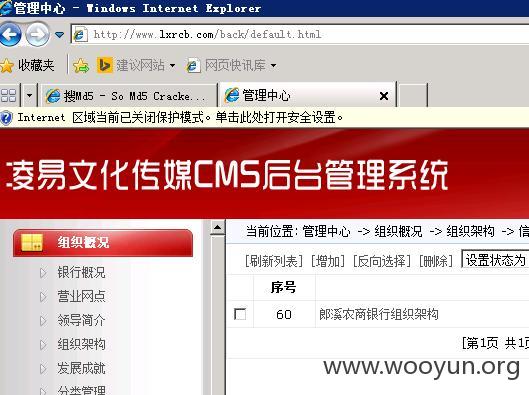 管理中心 - Windows Internet Explorer
http://www.lxrcb.com/back/default.html
收藏夹 建议网站 网页快讯库
搜Md5 - So Md5 Cracke... 管理中心
Internet 区域当前已关闭保护模式。单击此处打开安全设置。
凌易文化传媒CMS后台管理系统
组织概况
当前位置: 管理中心 -> 组织概况 -> 组织架构 -> 信
银行概况
[刷新列表] [增加] [反向选择] [删除] 设置状态为
营业网点
序号
领导简介
60 郎溪农商银行组织架构
组织架构
[第1页 共1页
发展成就
www.wooyun.org
分类管理